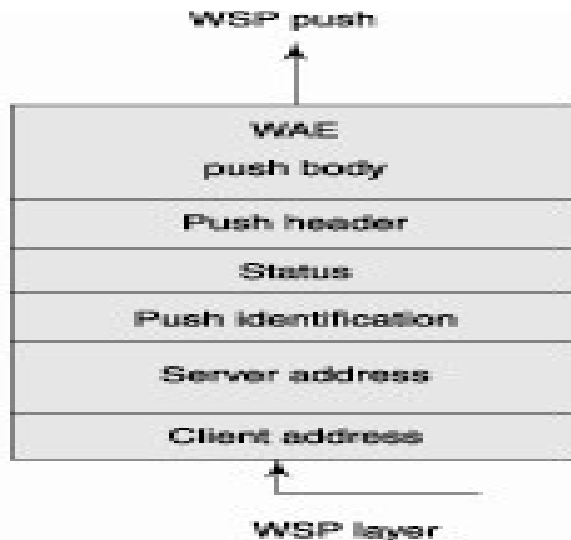 WSP push
WAE
push body
Push header
Status
Push identification
Server address
Client address
WSP layer